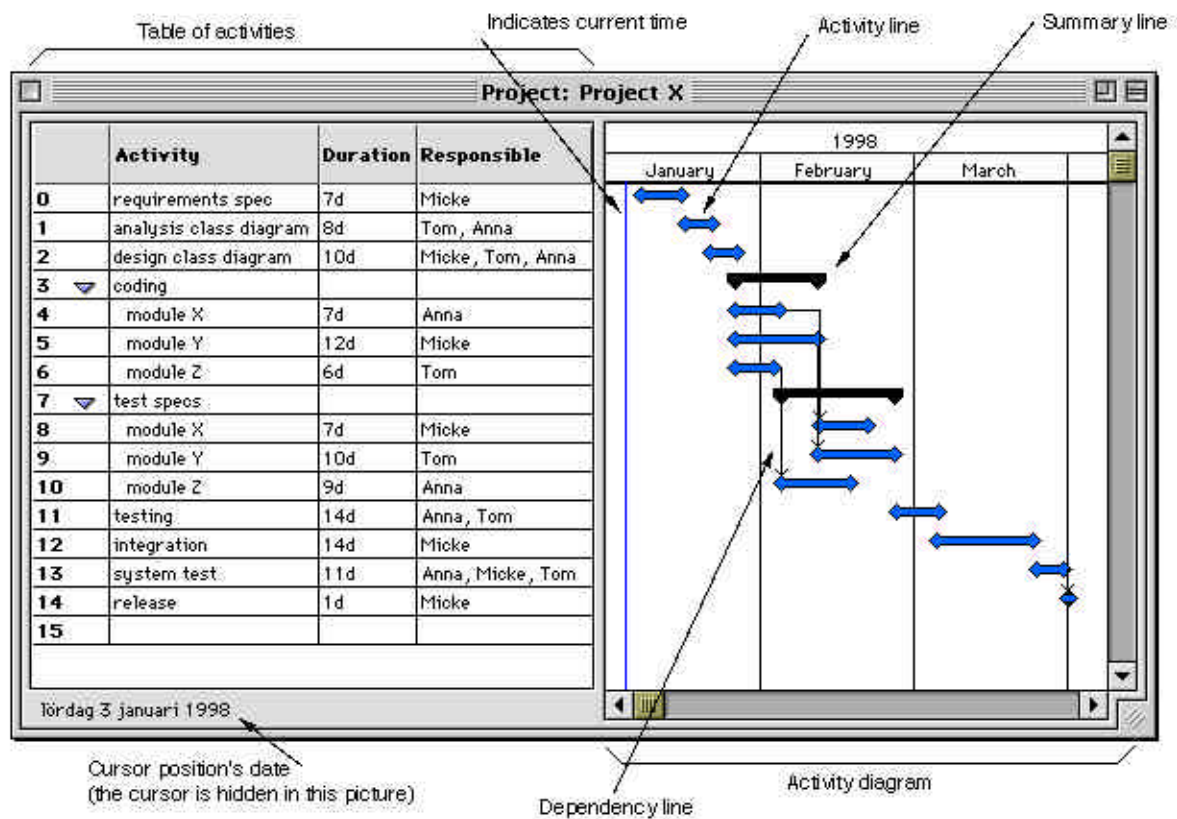 Table of activities
Indicates current time
Activity line
Summary line
Project: Project X
Activity Duration Responsible
1998
January February March
0 requirements spec 7d Micke
1 analysis class diagram 8d Tom, Anna
2 design class diagram 10d Micke, Tom, Anna
3 coding
4 module X 7d Anna
5 module Y 12d Micke
6 module Z 6d Tom
7 test specs
8 module X 7d Micke
9 module Y 10d Tom
10 module Z 9d Anna
11 testing 14d Anna, Tom
12 integration 14d Micke
13 system test 11d Anna, Micke, Tom
14 release 1d Micke
15
lördag 3 januari 1998
Cursor position's date
(the cursor is hidden in this picture)
Dependency line
Activity diagram